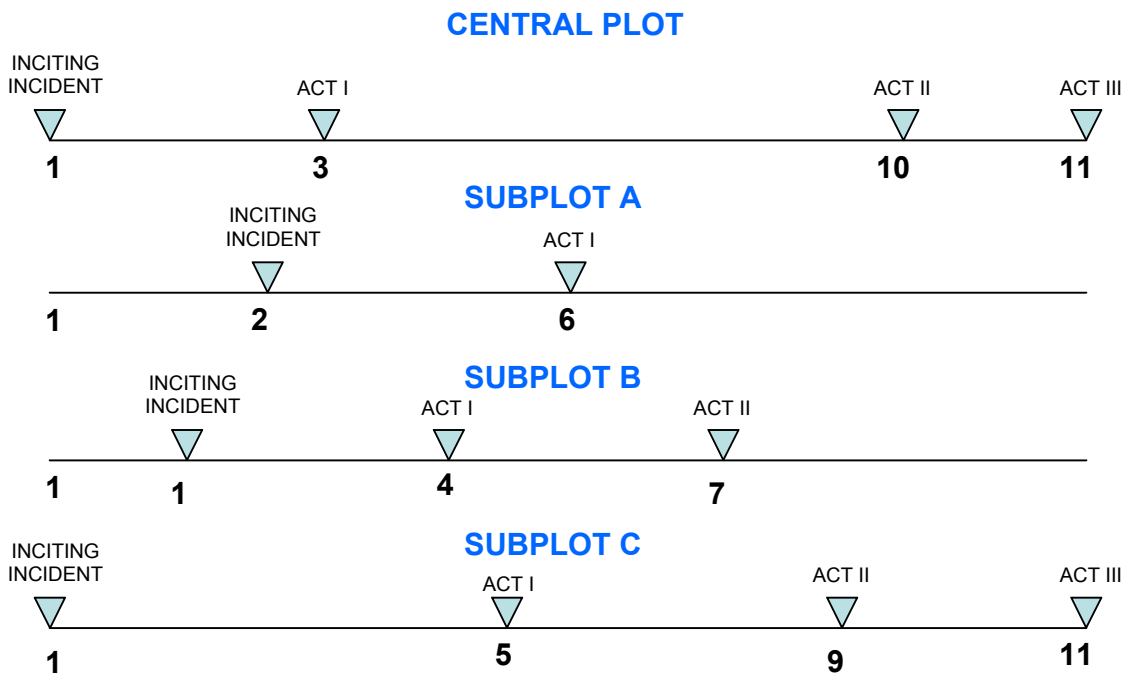 CENTRAL PLOT
INCITING
INCIDENT
ACT I
ACT II
ACT III
1
3
10
11
SUBPLOT A
INCITING
INCIDENT
ACT I
1
2
6
SUBPLOT B
INCITING
INCIDENT
ACT I
ACT II
1
1
4
7
SUBPLOT C
INCITING
INCIDENT
ACT I
ACT II
ACT III
1
5
9
11